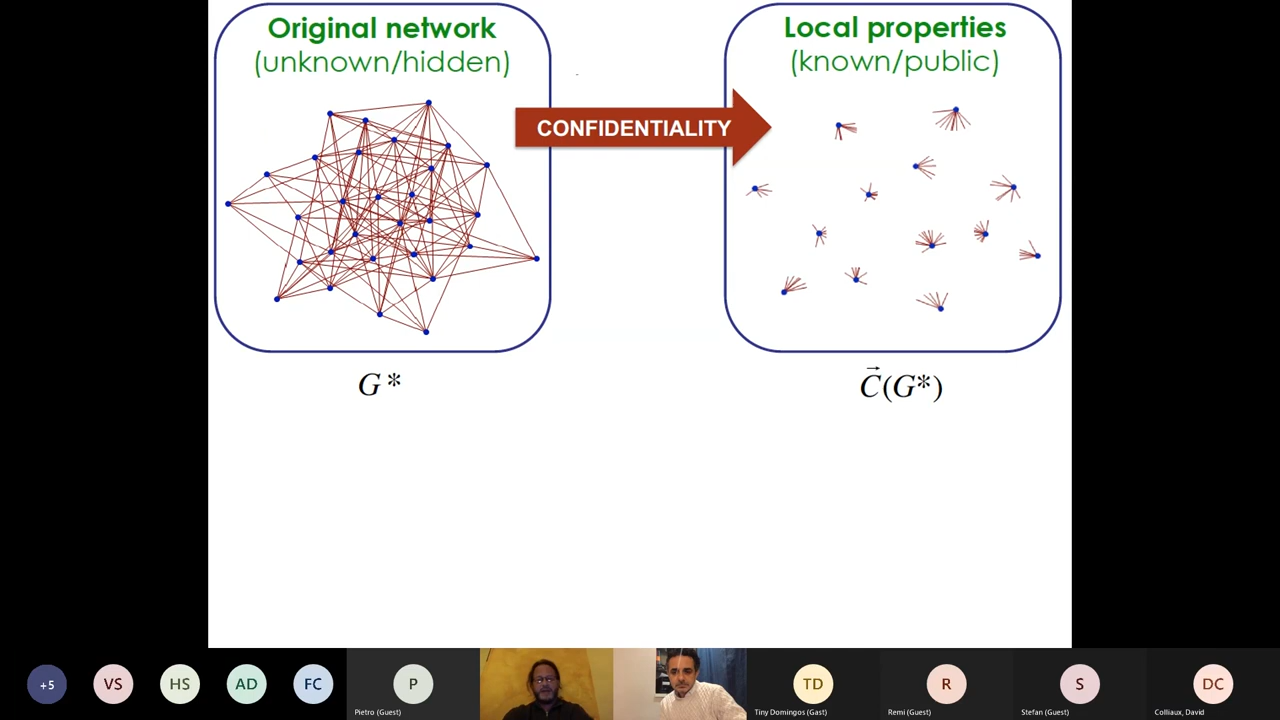 Original network
(unknown/hidden)
Local properties
(known/public)
CONFIDENTIALITY
G*
C⃗(G*)
+5
VS
HS
AD
FC
P
Pietro (Guest)
TD
Tiny Domingos (Gast)
R
Remi (Guest)
S
Stefan (Guest)
DC
Colliaux, David